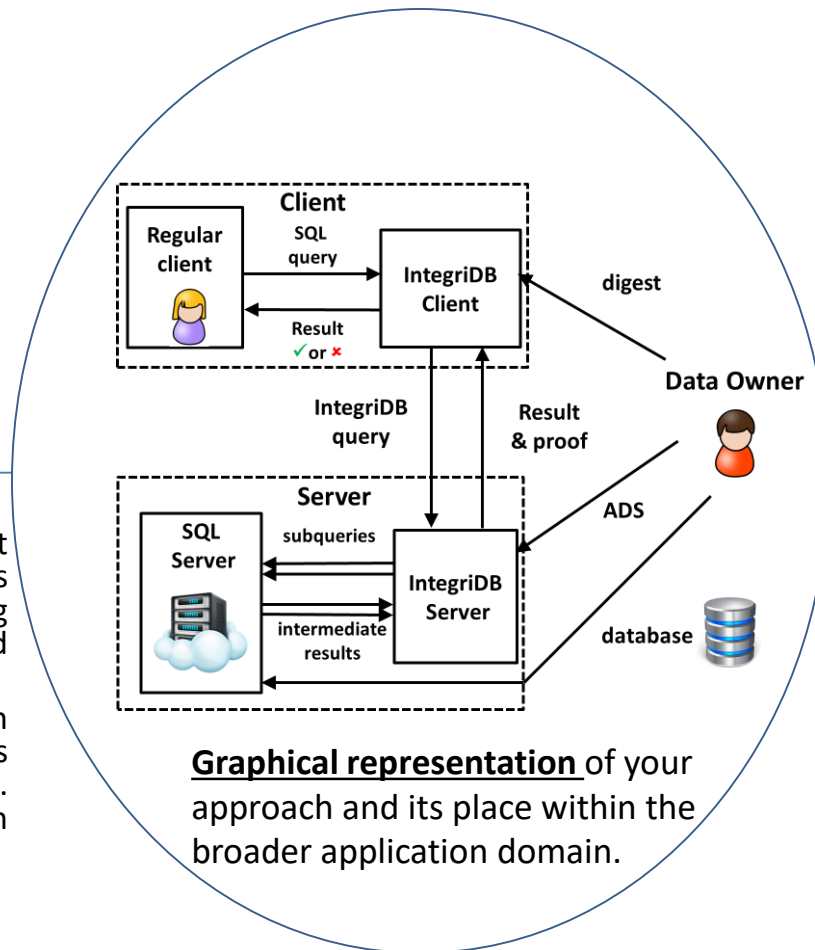 Client
Regular
client
SQL
query
IntegriDB
Client
Result
✓or ×
digest
Data Owner
IntegriDB
query
Result
& proof
Server
ADS
SQL
Server
subqueries
IntegriDB
Server
intermediate
results
database
t
s
g
d
n
s
.
n
Graphical representation of your
approach and its place within the
broader application domain.